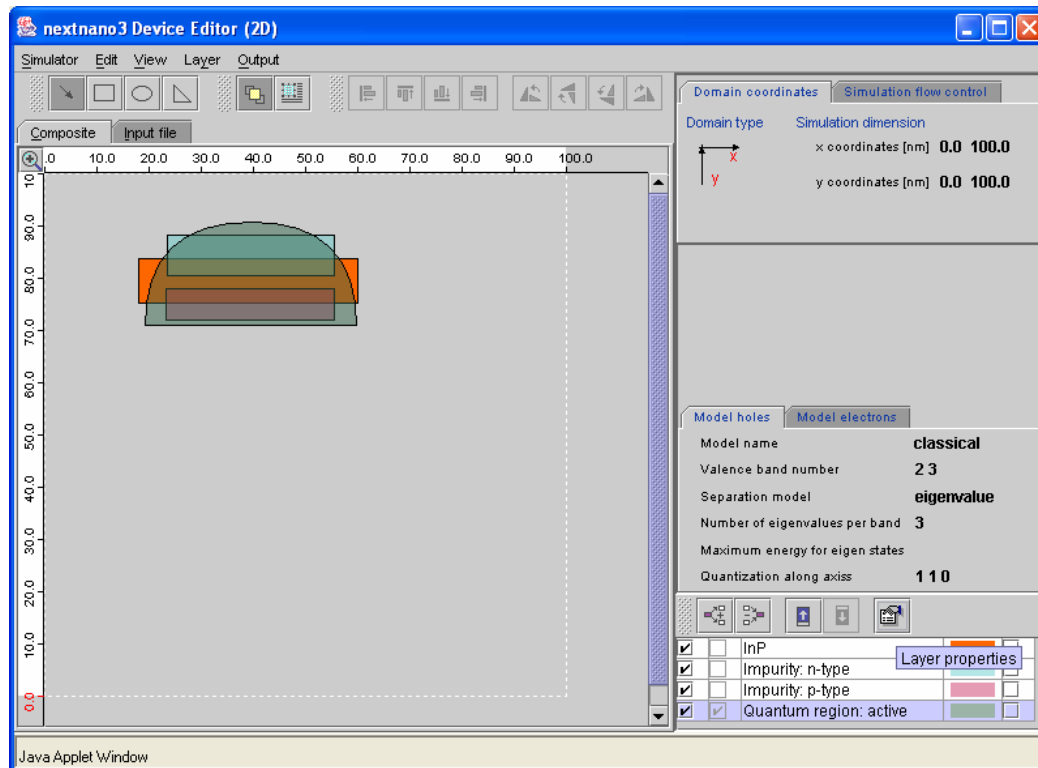 nextnano3 Device Editor (2D)
Simulator Edit View Layer Output
Domain coordinates Simulation flow control
Composite Input file
Domain type Simulation dimension
x coordinates [nm] 0.0 100.0
x
y
y coordinates [nm] 0.0 100.0
.0 10.0 20.0 30.0 40.0 50.0 60.0 70.0 80.0 90.0 100.0
10
90.0
80.0
70.0
60.0
50.0
40.0
30.0
20.0
10.0
0.0
Model holes Model electrons
Model name classical
Valence band number 2 3
Separation model eigenvalue
Number of eigenvalues per band 3
Maximum energy for eigen states
Quantization along axiss 1 1 0
InP
Layer properties
Impurity: n-type
Impurity: p-type
Quantum region: active
Java Applet Window